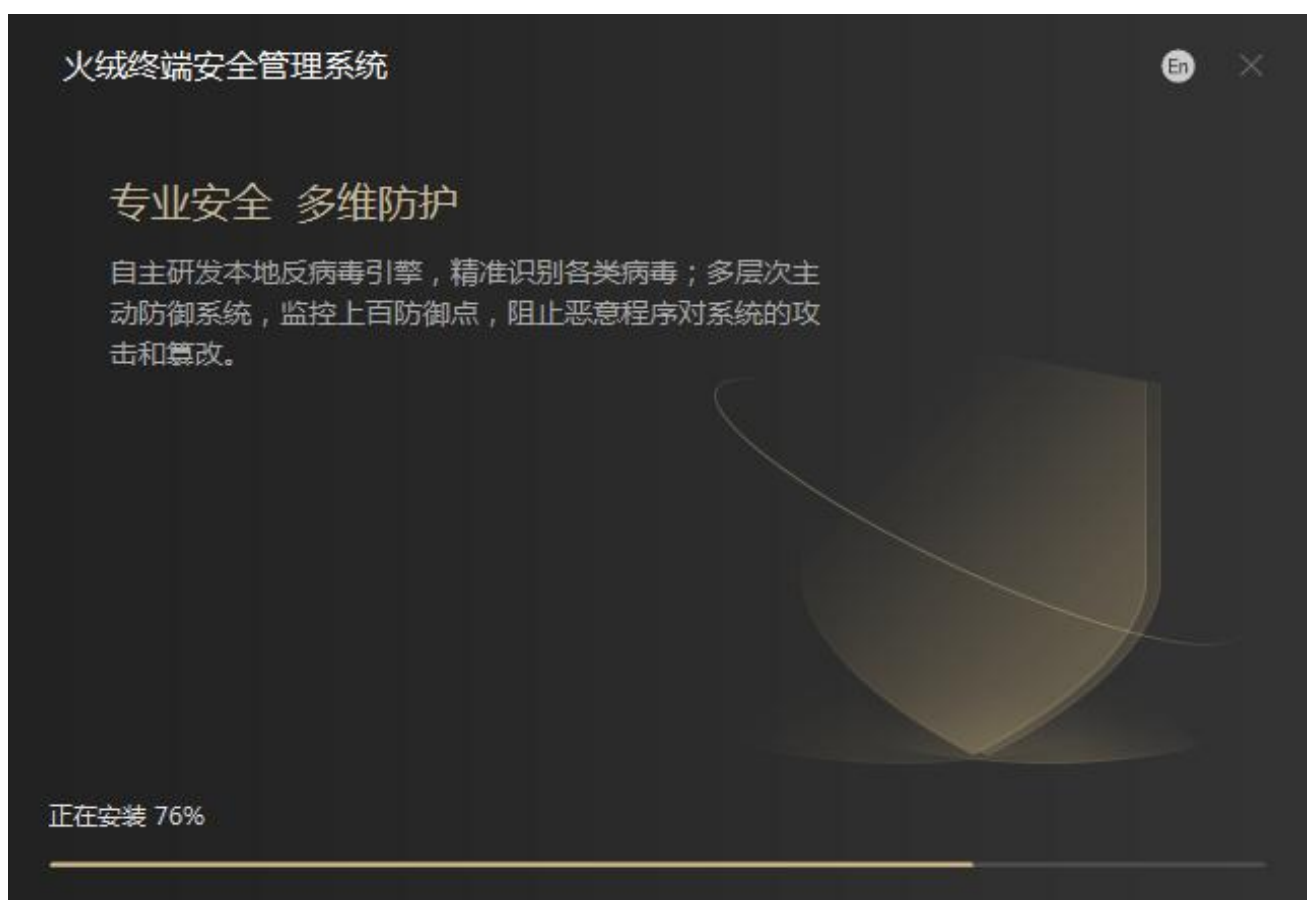 火绒终端安全管理系统
En
专业安全 多维防护
自主研发本地反病毒引擎，精准识别各类病毒；多层次主
动防御系统，监控上百防御点，阻止恶意程序对系统的攻
击和篡改。
正在安装 76%